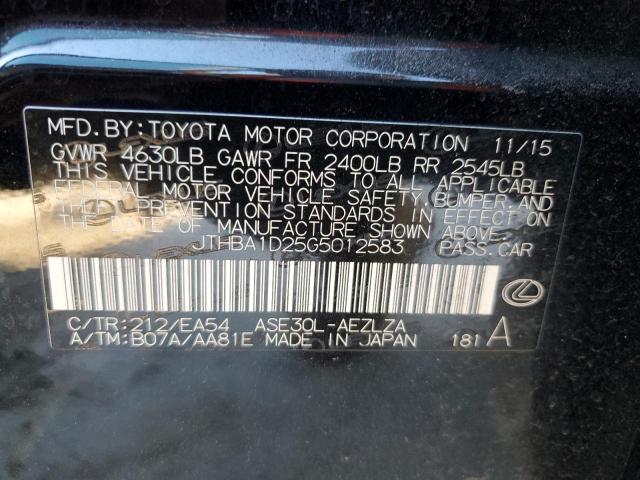 MFD. BY: TOYOTA MOTOR CORPORATION 11/15
GVWR 4630LB GAWR FR 2400LB RR 2545LB
THIS VEHICLE CONFORMS TO ALL APPLICABLE
FEDERAL MOTOR VEHICLE SAFETY, BUMPER, AND
THEFT PREVENTION STANDARDS IN EFFECT ON
THE DATE OF MANUFACTURE SHOWN ABOVE.
JTHBA1D25G5012583 PASS. CAR
C/TR:212/EA54 ASE30L-AEZLZA
A/TM:B07A/AA81E MADE IN JAPAN 181 A